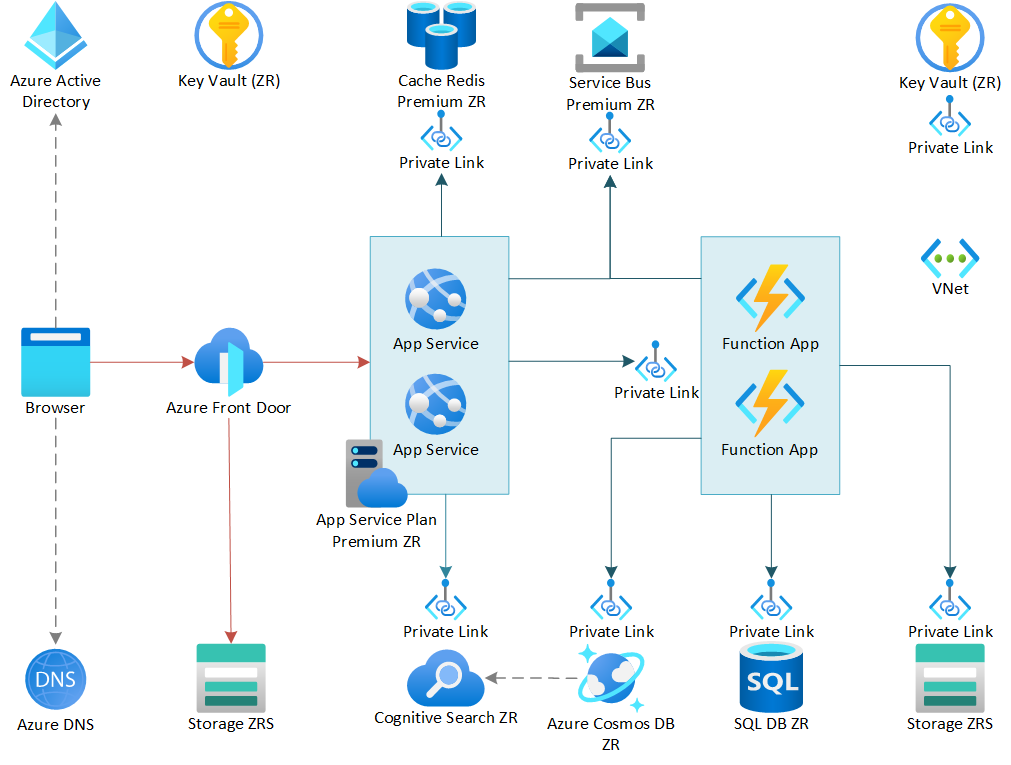 Azure Active
Directory
Key Vault (ZR)
Cache Redis
Premium ZR
Private Link
Service Bus
Premium ZR
Private Link
Key Vault (ZR)
Private Link
VNet
App Service
App Service
App Service Plan
Premium ZR
Function App
Function App
Private Link
Browser
Azure Front Door
Private Link
Private Link
Private Link
Private Link
DNS
Azure DNS
Storage ZRS
Cognitive Search ZR
Azure Cosmos DB
ZR
SQL
SQL DB ZR
Storage ZRS